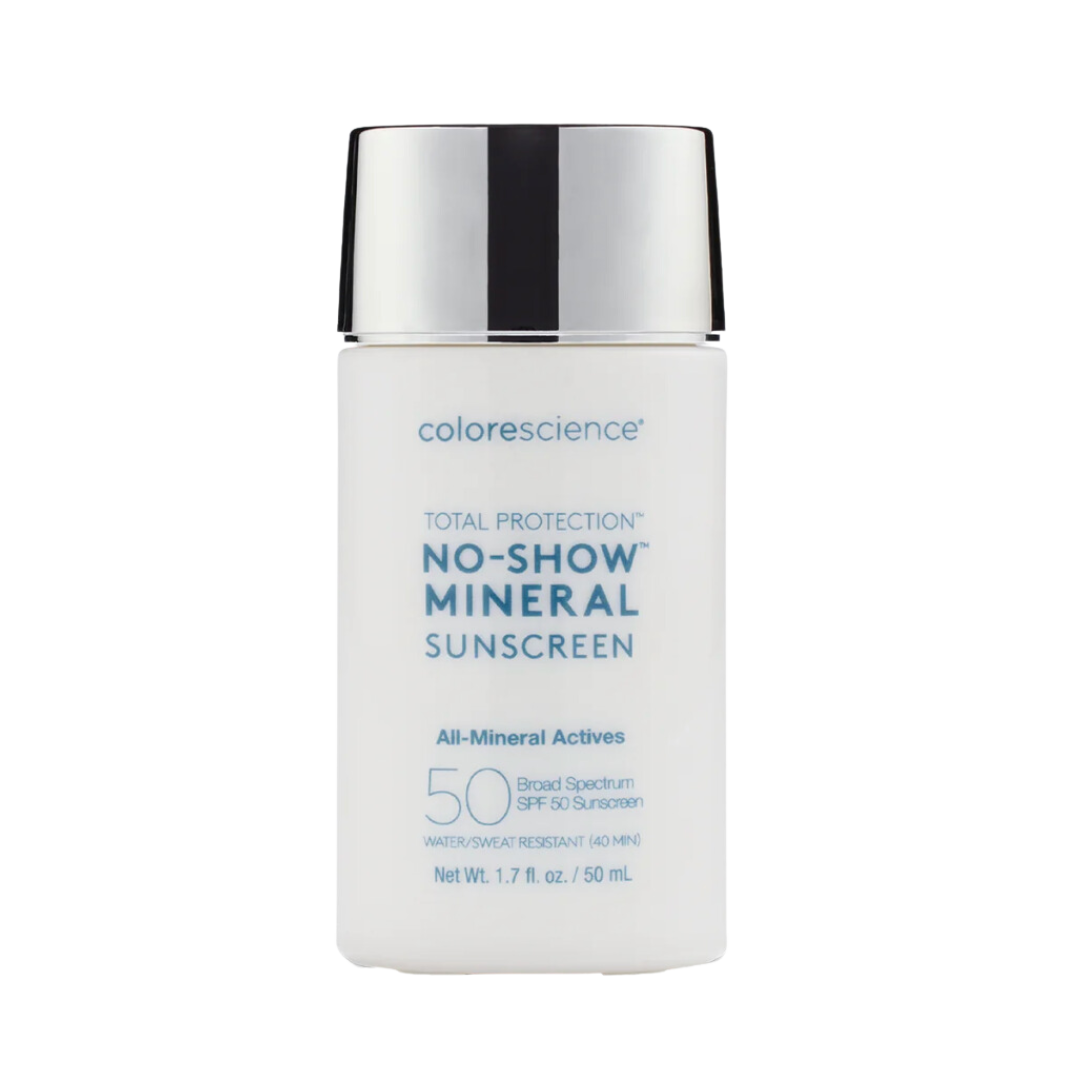 colorescience®
TOTAL PROTECTION™
NO-SHOW™
MINERAL
SUNSCREEN
All-Mineral Actives
50 Broad Spectrum
SPF 50 Sunscreen
WATER/SWEAT RESISTANT (40 MIN)
Net Wt. 1.7 fl. oz. / 50 mL